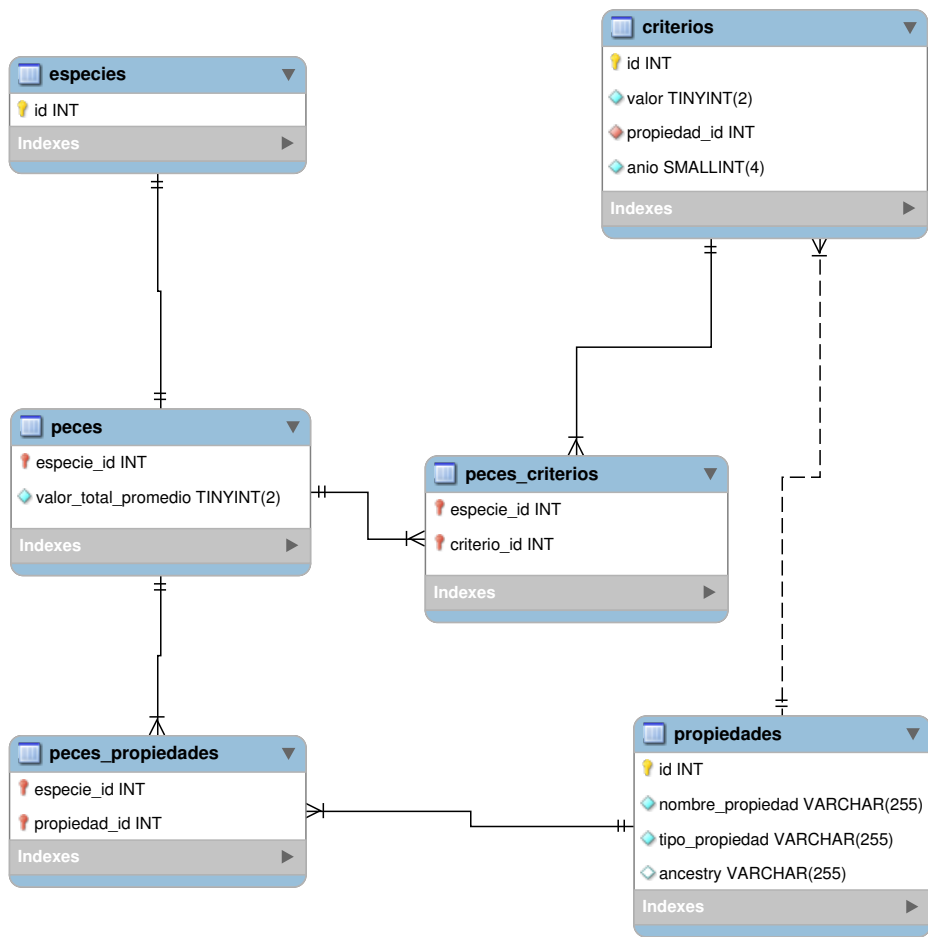 especies
id INT
Indexes
criterios
id INT
valor TINYINT(2)
propiedad_id INT
anio SMALLINT(4)
Indexes
peces
especie_id INT
valor_total_promedio TINYINT(2)
Indexes
peces_criterios
especie_id INT
criterio_id INT
Indexes
peces_propiedades
especie_id INT
propiedad_id INT
Indexes
propiedades
id INT
nombre_propiedad VARCHAR(255)
tipo_propiedad VARCHAR(255)
ancestry VARCHAR(255)
Indexes